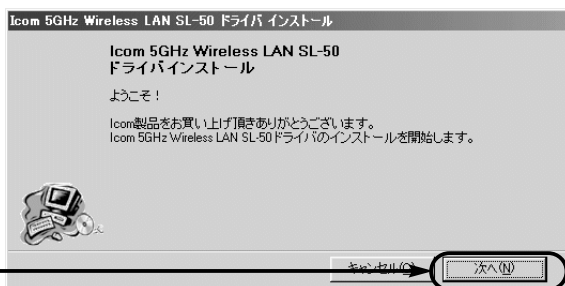 Icom 5GHz Wireless LAN SL-50 ドライバ インストール
Icom 5GHz Wireless LAN SL-50
ドライバインストール
ようこそ！
Icom製品をお買い上げ頂きありがとうございます。
Icom 5GHz Wireless LAN SL-50ドライバのインストールを開始します。
キャンセル(C)
次へ(N)